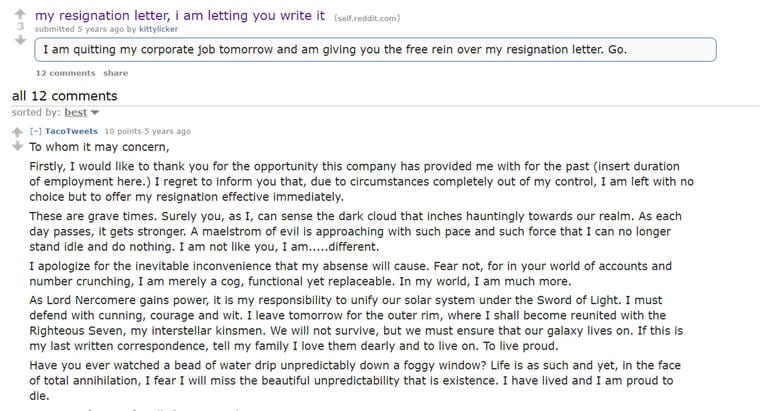 my resignation letter, i am letting you write it (self.reddit.com)
3
submitted 5 years ago by kittylicker
I am quitting my corporate job tomorrow and am giving you the free rein over my resignation letter. Go.
12 comments share
all 12 comments
sorted by: best
[-] TacoTweets 10 points 5 years ago
To whom it may concern,
Firstly, I would like to thank you for the opportunity this company has provided me with for the past (insert duration
of employment here.) I regret to inform you that, due to circumstances completely out of my control, I am left with no
choice but to offer my resignation effective immediately.
These are grave times. Surely you, as I, can sense the dark cloud that inches hauntingly towards our realm. As each
day passes, it gets stronger. A maelstrom of evil is approaching with such pace and such force that I can no longer
stand idle and do nothing. I am not like you, I am.....different.
I apologize for the inevitable inconvenience that my absense will cause. Fear not, for in your world of accounts and
number crunching, I am merely a cog, functional yet replaceable. In my world, I am much more.
As Lord Nercomere gains power, it is my responsibility to unify our solar system under the Sword of Light. I must
defend with cunning, courage and wit. I leave tomorrow for the outer rim, where I shall become reunited with the
Righteous Seven, my interstellar kinsmen. We will not survive, but we must ensure that our galaxy lives on. If this is
my last written correspondence, tell my family I love them dearly and to live on. To live proud.
Have you ever watched a bead of water drip unpredictably down a foggy window? Life is as such and yet, in the face
of total annihilation, I fear I will miss the beautiful unpredictability that is existence. I have lived and I am proud to
die.